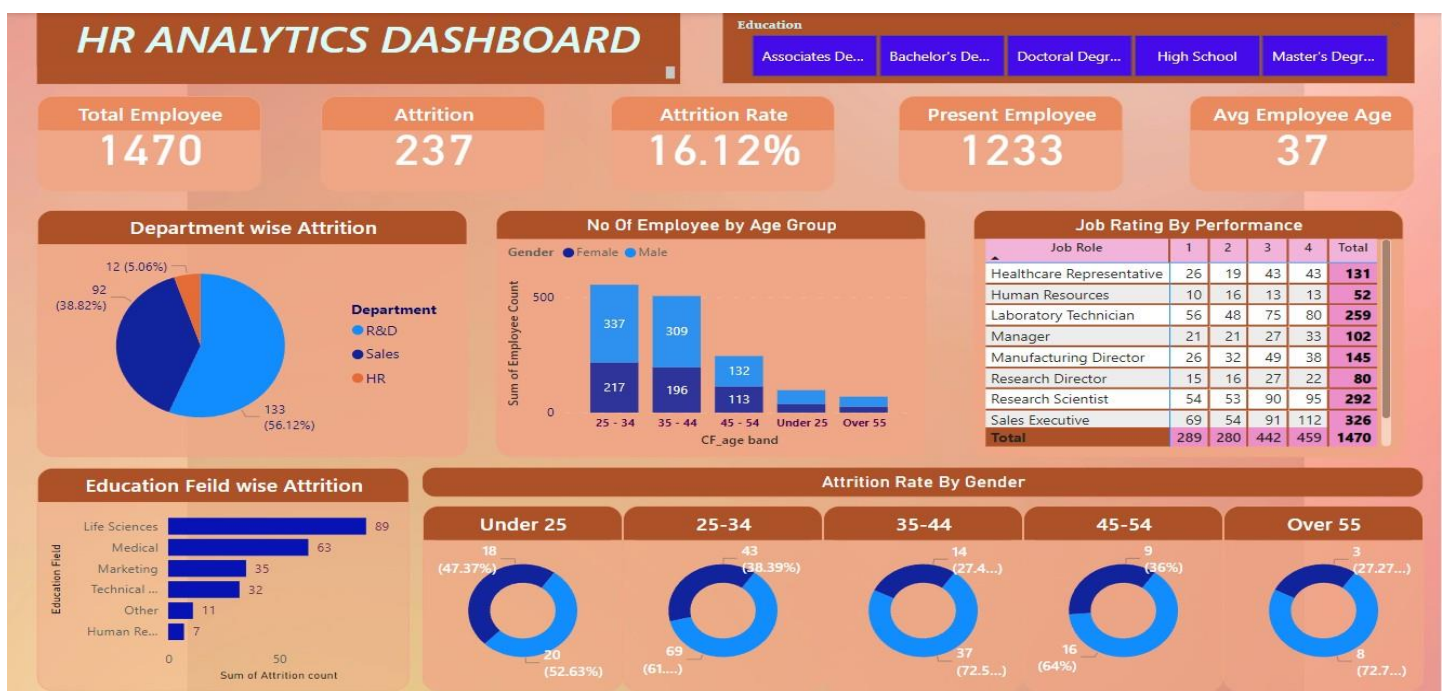 HR ANALYTICS DASHBOARD
Education
Associates De... Bachelor's De... Doctoral Degr... High School Master's Degr...
Total Employee
1470
Attrition
237
Attrition Rate
16.12%
Present Employee
1233
Avg Employee Age
37
Department wise Attrition
12 (5.06%)
92
(38.82%)
133
(56.12%)
Department
R&D
Sales
HR
No Of Employee by Age Group
Gender Female Male
Sum of Employee Count
500
0
337
217
309
196
132
113
25 - 34 35 - 44 45 - 54 Under 25 Over 55
CF_age band
Job Rating By Performance
Job Role 1 2 3 4 Total
Healthcare Representative 26 19 43 43 131
Human Resources 10 16 13 13 52
Laboratory Technician 56 48 75 80 259
Manager 21 21 27 33 102
Manufacturing Director 26 32 49 38 145
Research Director 15 16 27 22 80
Research Scientist 54 53 90 95 292
Sales Executive 69 54 91 112 326
Total 289 280 442 459 1470
Education Feild wise Attrition
Education Field
Life Sciences 89
Medical 63
Marketing 35
Technical ... 32
Other 11
Human Re... 7
0 50
Sum of Attrition count
Attrition Rate By Gender
Under 25
18
(47.37%)
20
(52.63%)
25-34
43
(38.39%)
69
(61....)
35-44
14
(27.4...)
37
(72.5...)
45-54
9
(36%)
16
(64%)
Over 55
3
(27.27...)
8
(72.7...)